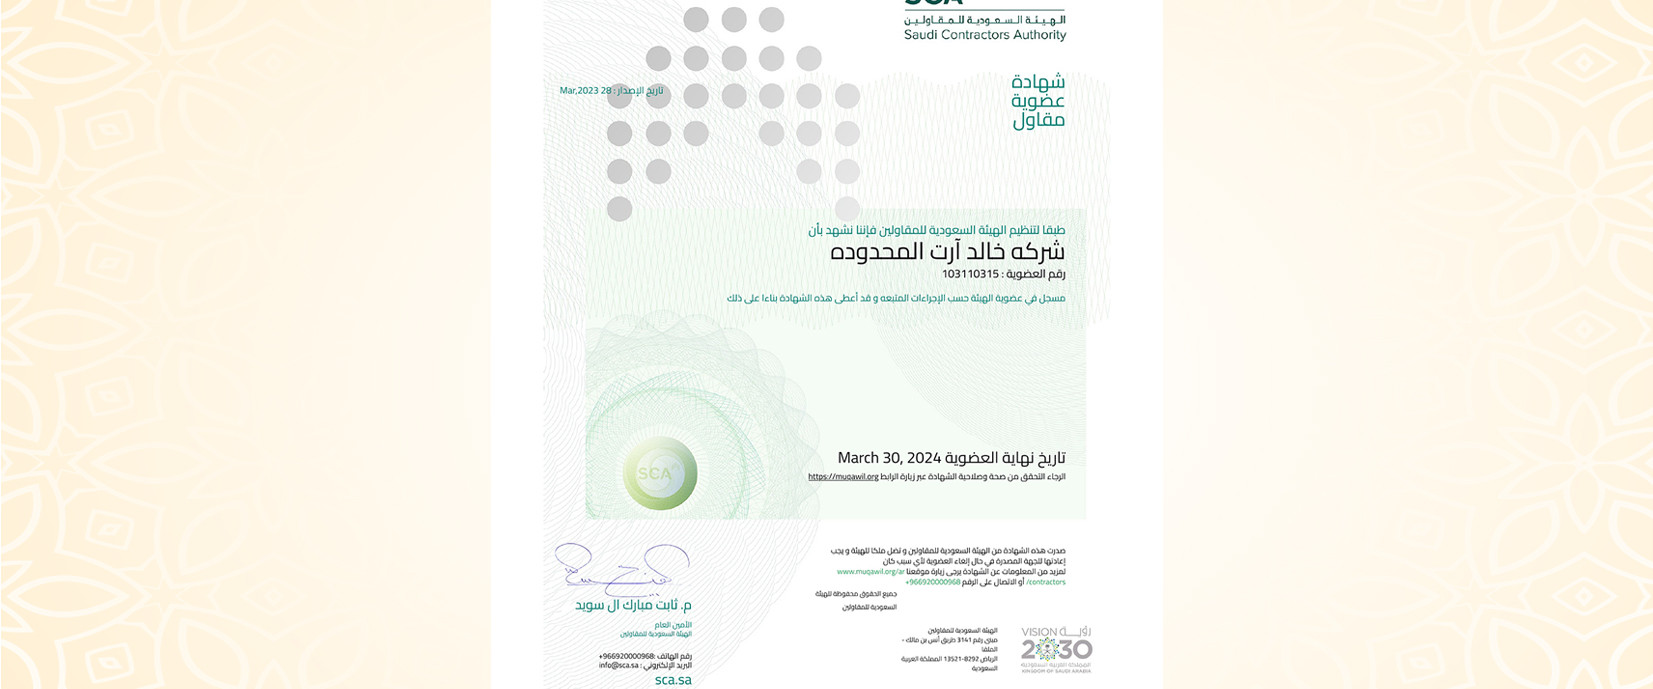 الهيئة السعودية للمقاولين
Saudi Contractors Authority
شهادة
عضوية
مقاول
تاريخ الإصدار : 28 Mar,2023
طبقا لتنظيم الهيئة السعودية للمقاولين فإننا نشهد بأن
شركه خالد آرت المحدوده
رقم العضوية : 103110315
مسجل في عضوية الهيئة حسب الإجراءات المتبعه و قد أعطى هذه الشهادة بناءا على ذلك
SCA
تاريخ نهاية العضوية March 30, 2024
الرجاء التحقق من صحة وصلاحية الشهادة عبر زيارة الرابط https://muqawil.org
صدرت هذه الشهادة من الهيئة السعودية للمقاولين و تضل ملكا للهيئة و يجب
إعادتها للجهة المصدرة في حال إلغاء العضوية لأي سبب كان
لمزيد من المعلومات عن الشهادة يرجى زيارة موقعنا www.muqawil.org/ar
/contractors أو الاتصال على الرقم 966920000968+
جميع الحقوق محفوظة للهيئة
السعودية للمقاولين
م. ثابت مبارك ال سويد
الأمين العام
الهيئة السعودية للمقاولين
رقم الهاتف :966920000968+
البريد الإلكتروني : info@sca.sa
sca.sa
الهيئة السعودية للمقاولين
مبنى رقم 3141 طريق أنس بن مالك -
الملقا
الرياض 8292-13521 المملكة العربية
السعودية
VISION رؤيـــة
2030
المملكة العربية السعودية
KINGDOM OF SAUDI ARABIA